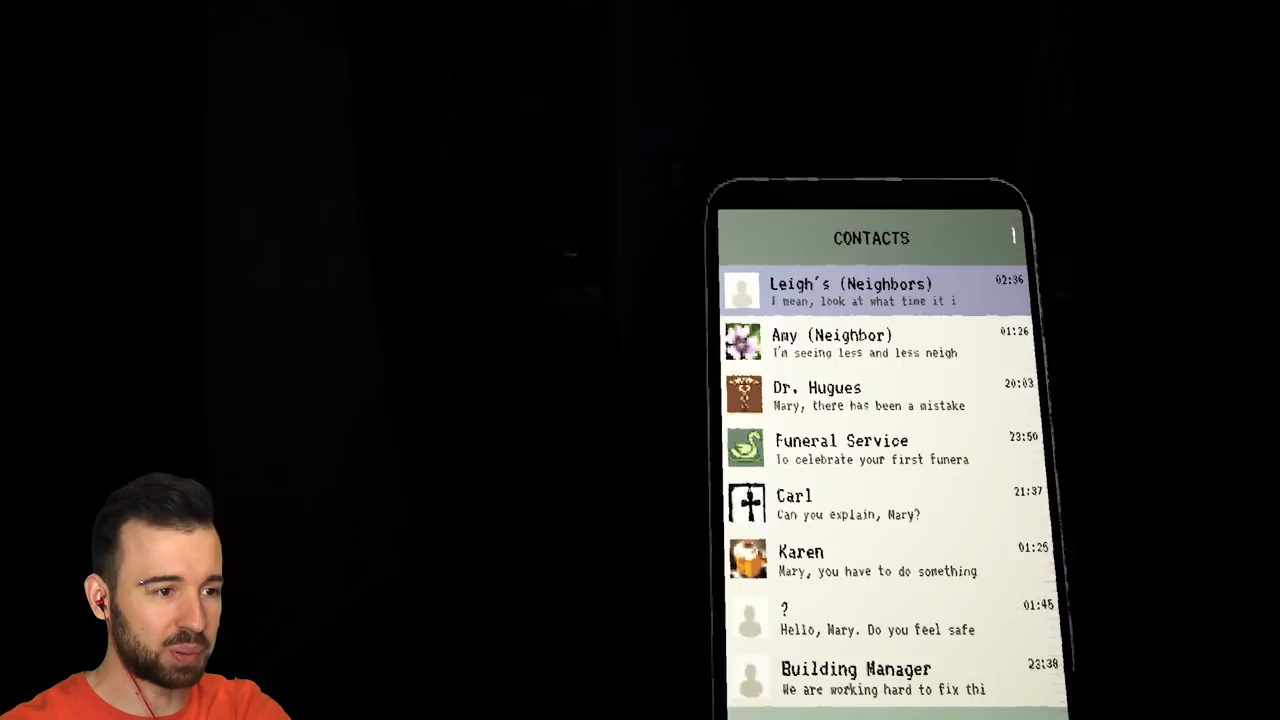 CONTACTS
Leigh's (Neighbors) 02:36
I mean, look at what time it i
Amy (Neighbor) 01:26
I'm seeing less and less neigh
Dr. Hugues 20:03
Mary, there has been a mistake
Funeral Service 23:50
To celebrate your first funera
Carl 21:37
Can you explain, Mary?
Karen 01:25
Mary, you have to do something
? 01:45
Hello, Mary. Do you feel safe
Building Manager 23:38
We are working hard to fix thi